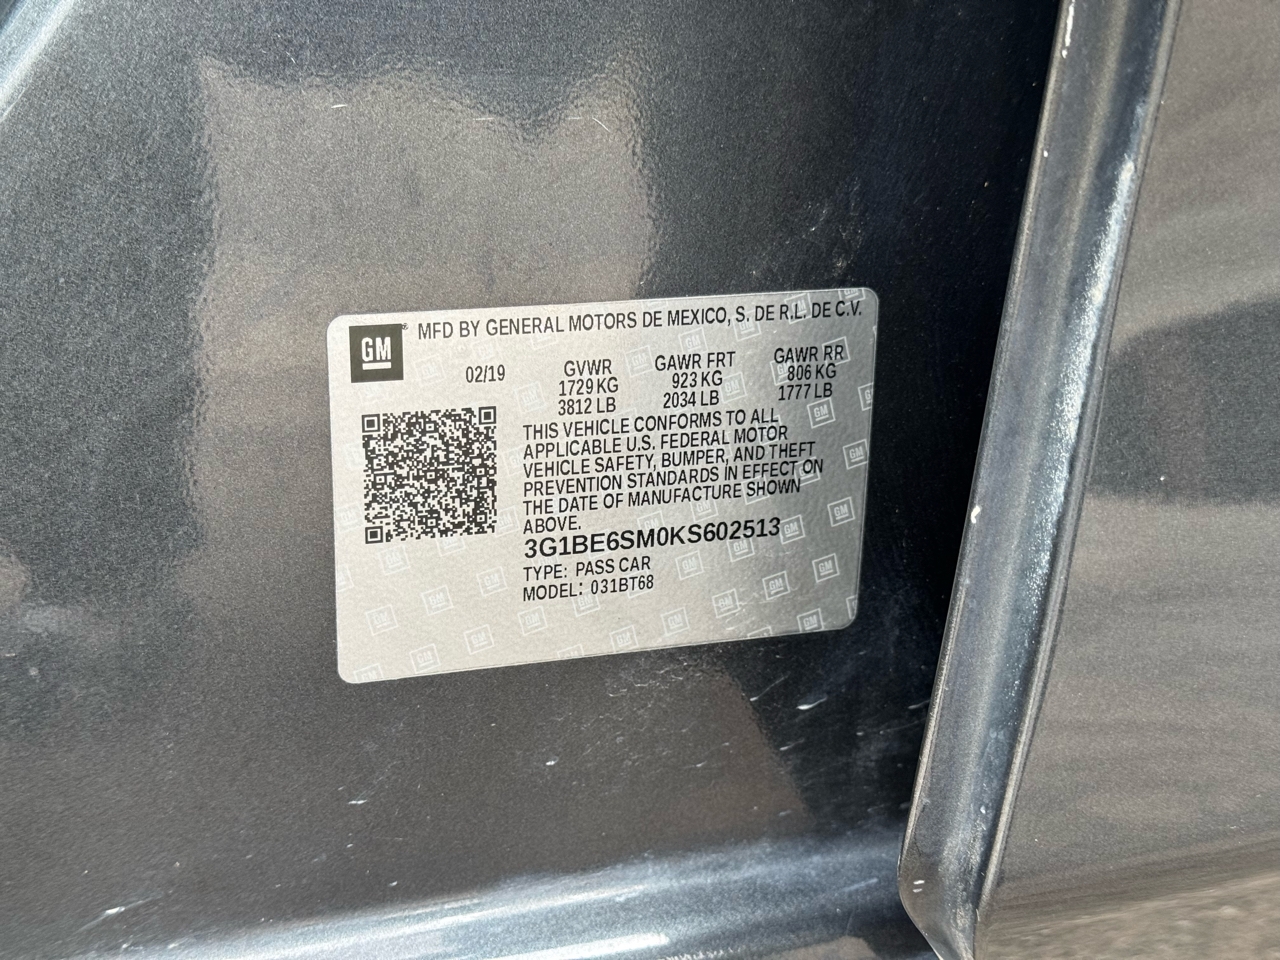 GM® MFD BY GENERAL MOTORS DE MEXICO, S. DE R.L. DE C.V.
02/19 GVWR GAWR FRT GAWR RR
1729 KG 923 KG 806 KG
3812 LB 2034 LB 1777 LB
THIS VEHICLE CONFORMS TO ALL
APPLICABLE U.S. FEDERAL MOTOR
VEHICLE SAFETY, BUMPER, AND THEFT
PREVENTION STANDARDS IN EFFECT ON
THE DATE OF MANUFACTURE SHOWN
ABOVE.
3G1BE6SM0KS602513
TYPE: PASS CAR
MODEL: 031BT68